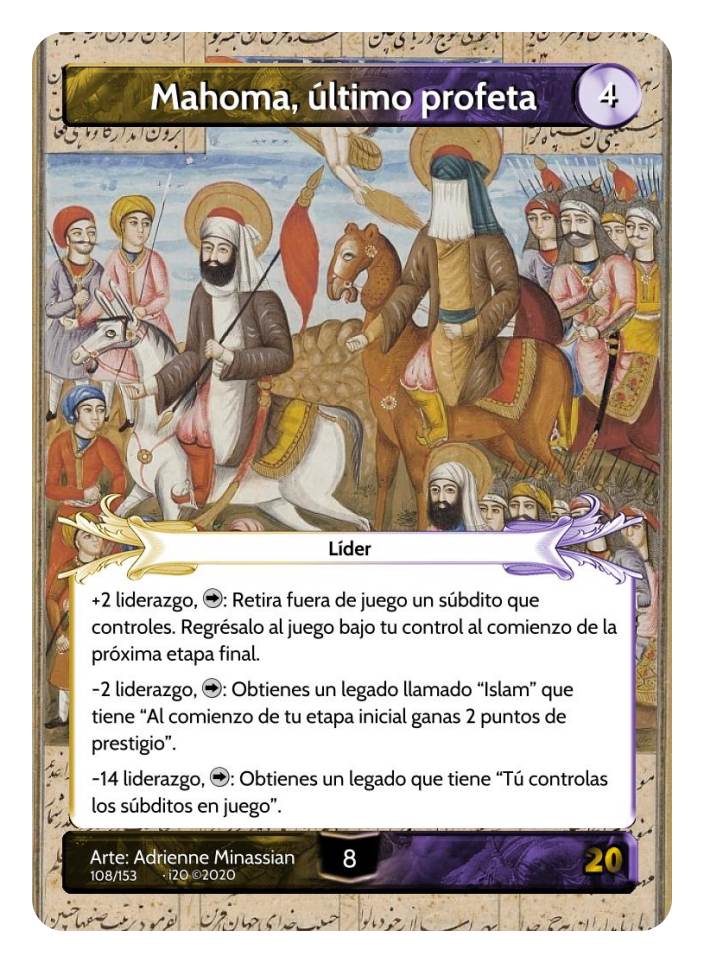 Mahoma, último profeta
4
Líder
+2 liderazgo, ➡: Retira fuera de juego un súbdito que
controles. Regrésalo al juego bajo tu control al comienzo de la
próxima etapa final.
-2 liderazgo, ➡: Obtienes un legado llamado “Islam” que
tiene “Al comienzo de tu etapa inicial ganas 2 puntos de
prestigio”.
-14 liderazgo, ➡: Obtienes un legado que tiene “Tú controlas
los súbditos en juego”.
Arte: Adrienne Minassian
108/153 · i20 ©2020
8
20